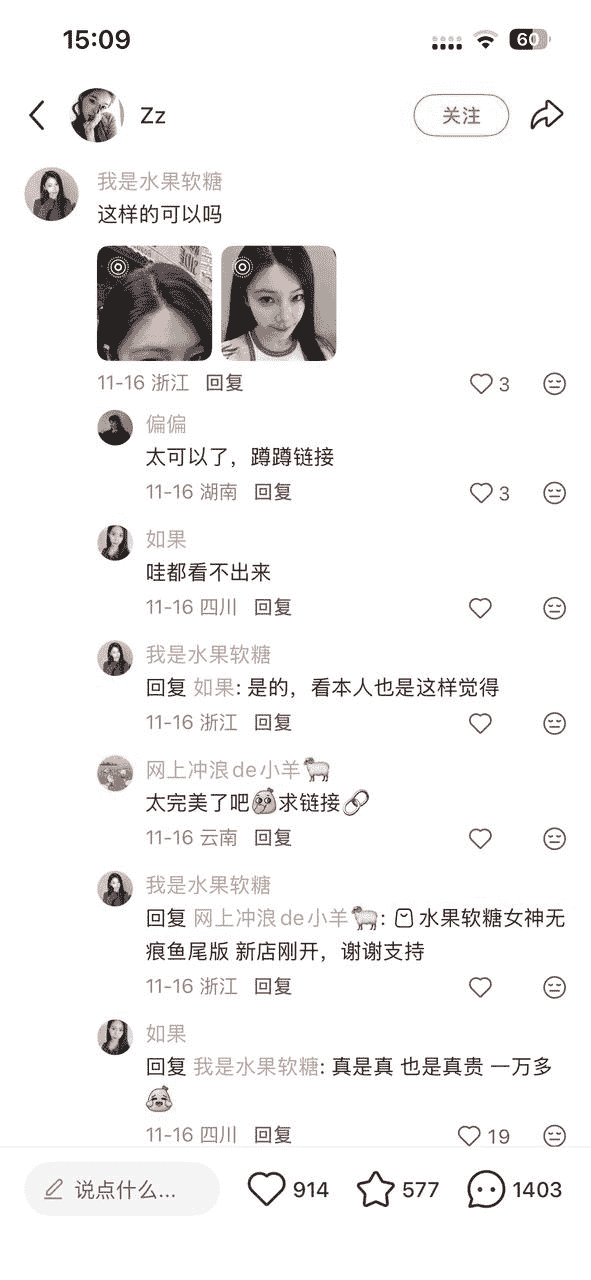 15:09
60
Zz
关注
我是水果软糖
这样的可以吗
11-16 浙江 回复
3
偏偏
太可以了，蹲蹲链接
11-16 湖南 回复
3
如果
哇都看不出来
11-16 四川 回复
我是水果软糖
回复 如果: 是的，看本人也是这样觉得
11-16 浙江 回复
网上冲浪de小羊🐑
太完美了吧求链接🔗
11-16 云南 回复
我是水果软糖
回复 网上冲浪de小羊🐑: 水果软糖女神无
痕鱼尾版 新店刚开，谢谢支持
11-16 浙江 回复
如果
回复 我是水果软糖: 真是真 也是真贵 一万多
11-16 四川 回复
19
说点什么...
914
577
1403